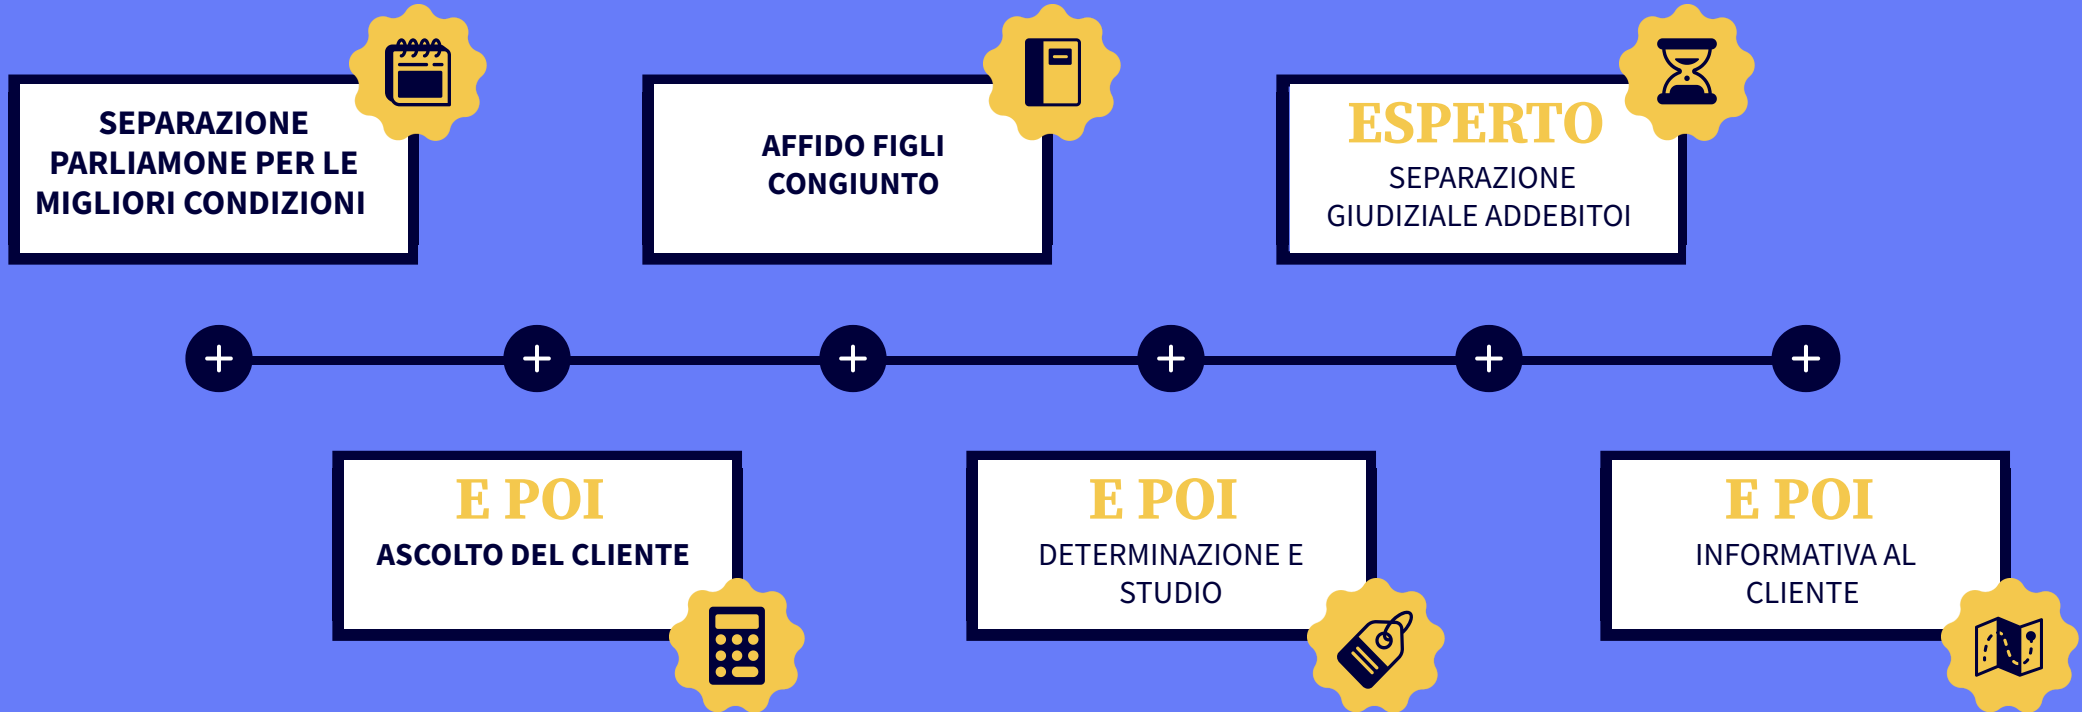 SEPARAZIONE
PARLIAMONE PER LE
MIGLIORI CONDIZIONI
E POI
ASCOLTO DEL CLIENTE
AFFIDO FIGLI
CONGIUNTO
E POI
DETERMINAZIONE E
STUDIO
ESPERTO
SEPARAZIONE
GIUDIZIALE ADDEBITOI
E POI
INFORMATIVA AL
CLIENTE